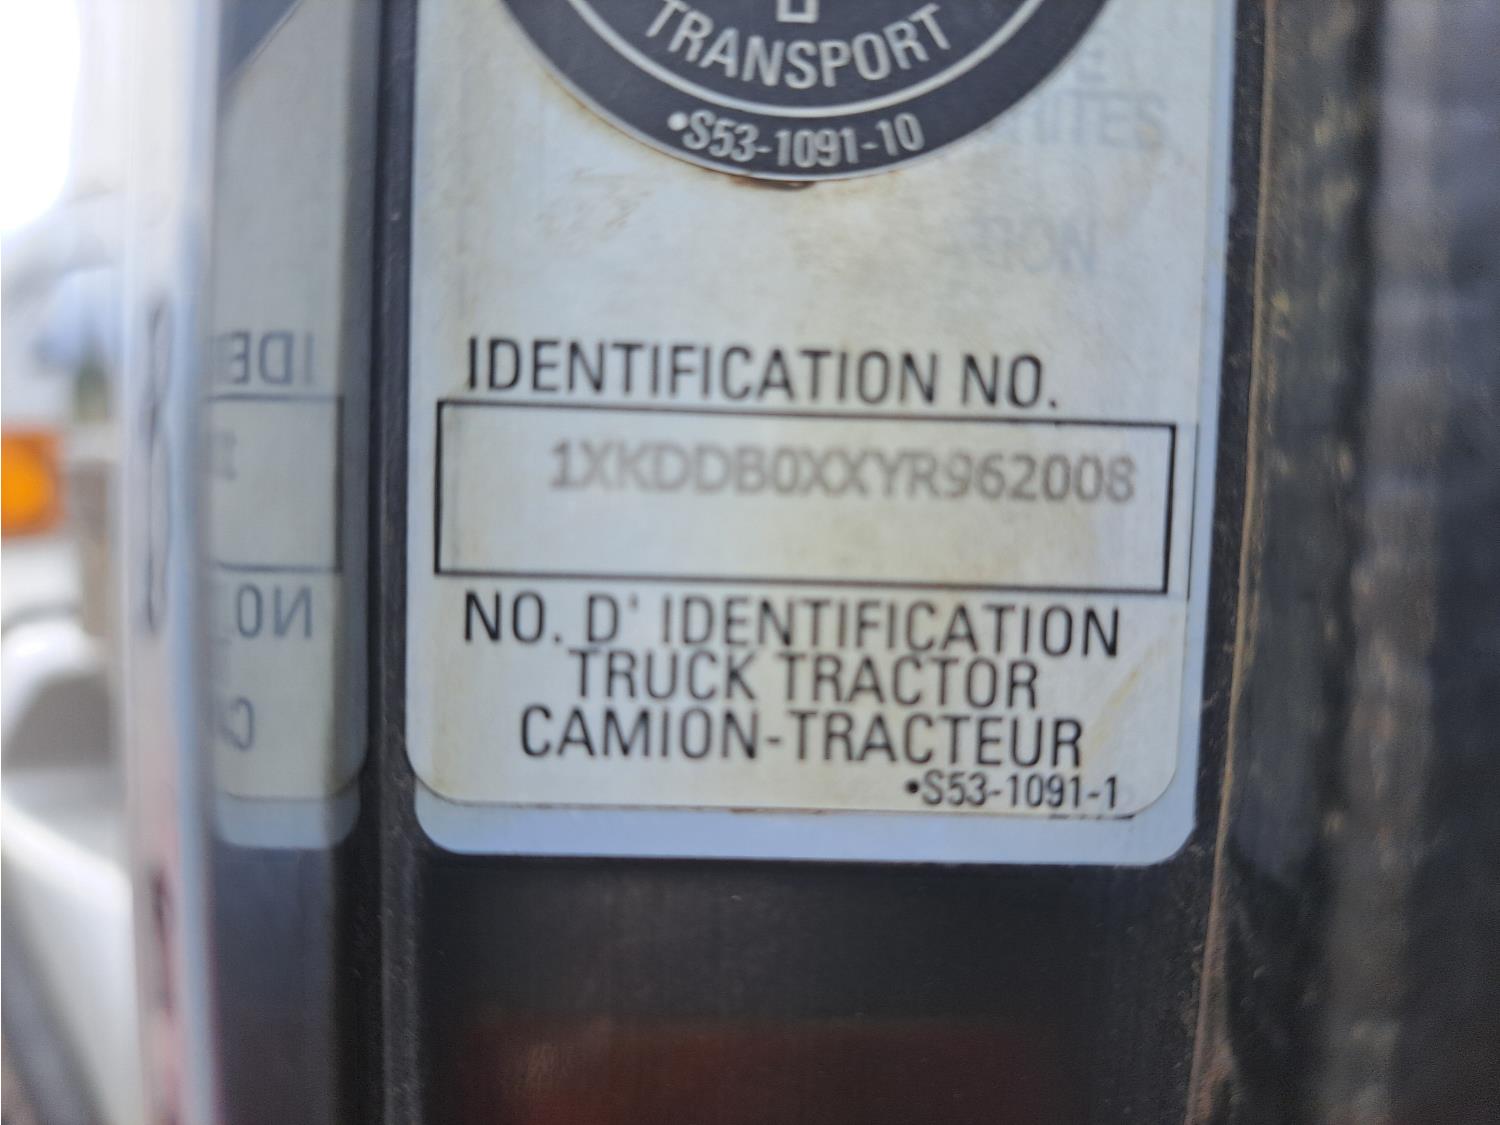 TRANSPORT
•S53-1091-10
IDENTIFICATION NO.
1XKDDB0XXYR962008
NO. D' IDENTIFICATION
TRUCK TRACTOR
CAMION-TRACTEUR
•S53-1091-1